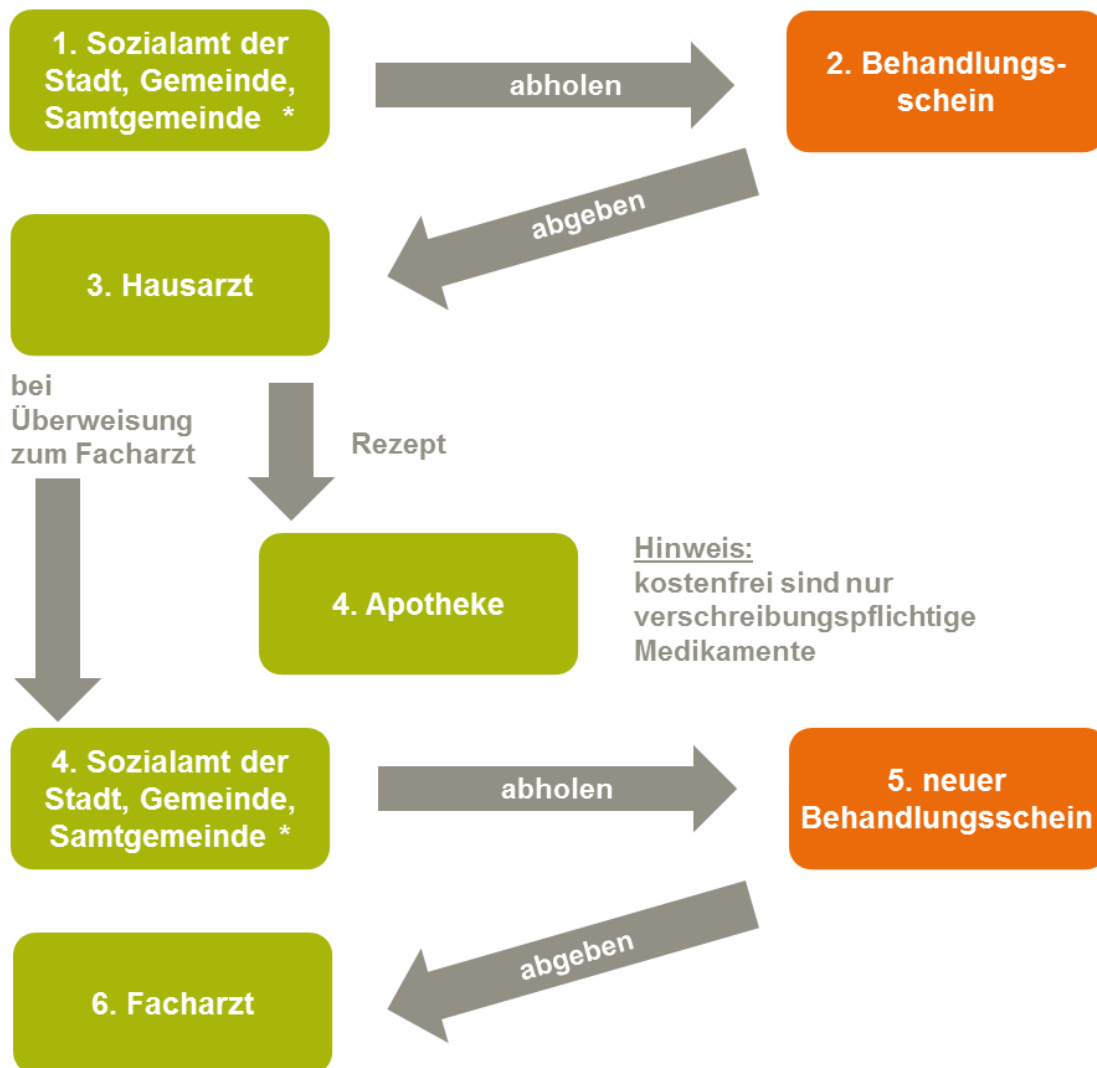 1. Sozialamt der
Stadt, Gemeinde,
Samtgemeinde *
abholen
2. Behandlungs-
schein
abgeben
3. Hausarzt
bei
Überweisung
zum Facharzt
Rezept
4. Apotheke
Hinweis:
kostenfrei sind nur
verschreibungspflichtige
Medikamente
4. Sozialamt der
Stadt, Gemeinde,
Samtgemeinde *
abholen
5. neuer
Behandlungsschein
abgeben
6. Facharzt